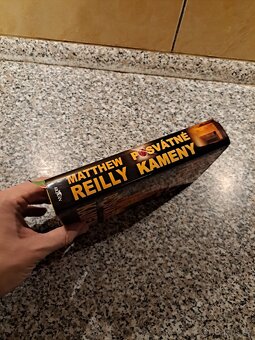 MATTHEW
REILLY
POSVÁTNÉ
KAMENY